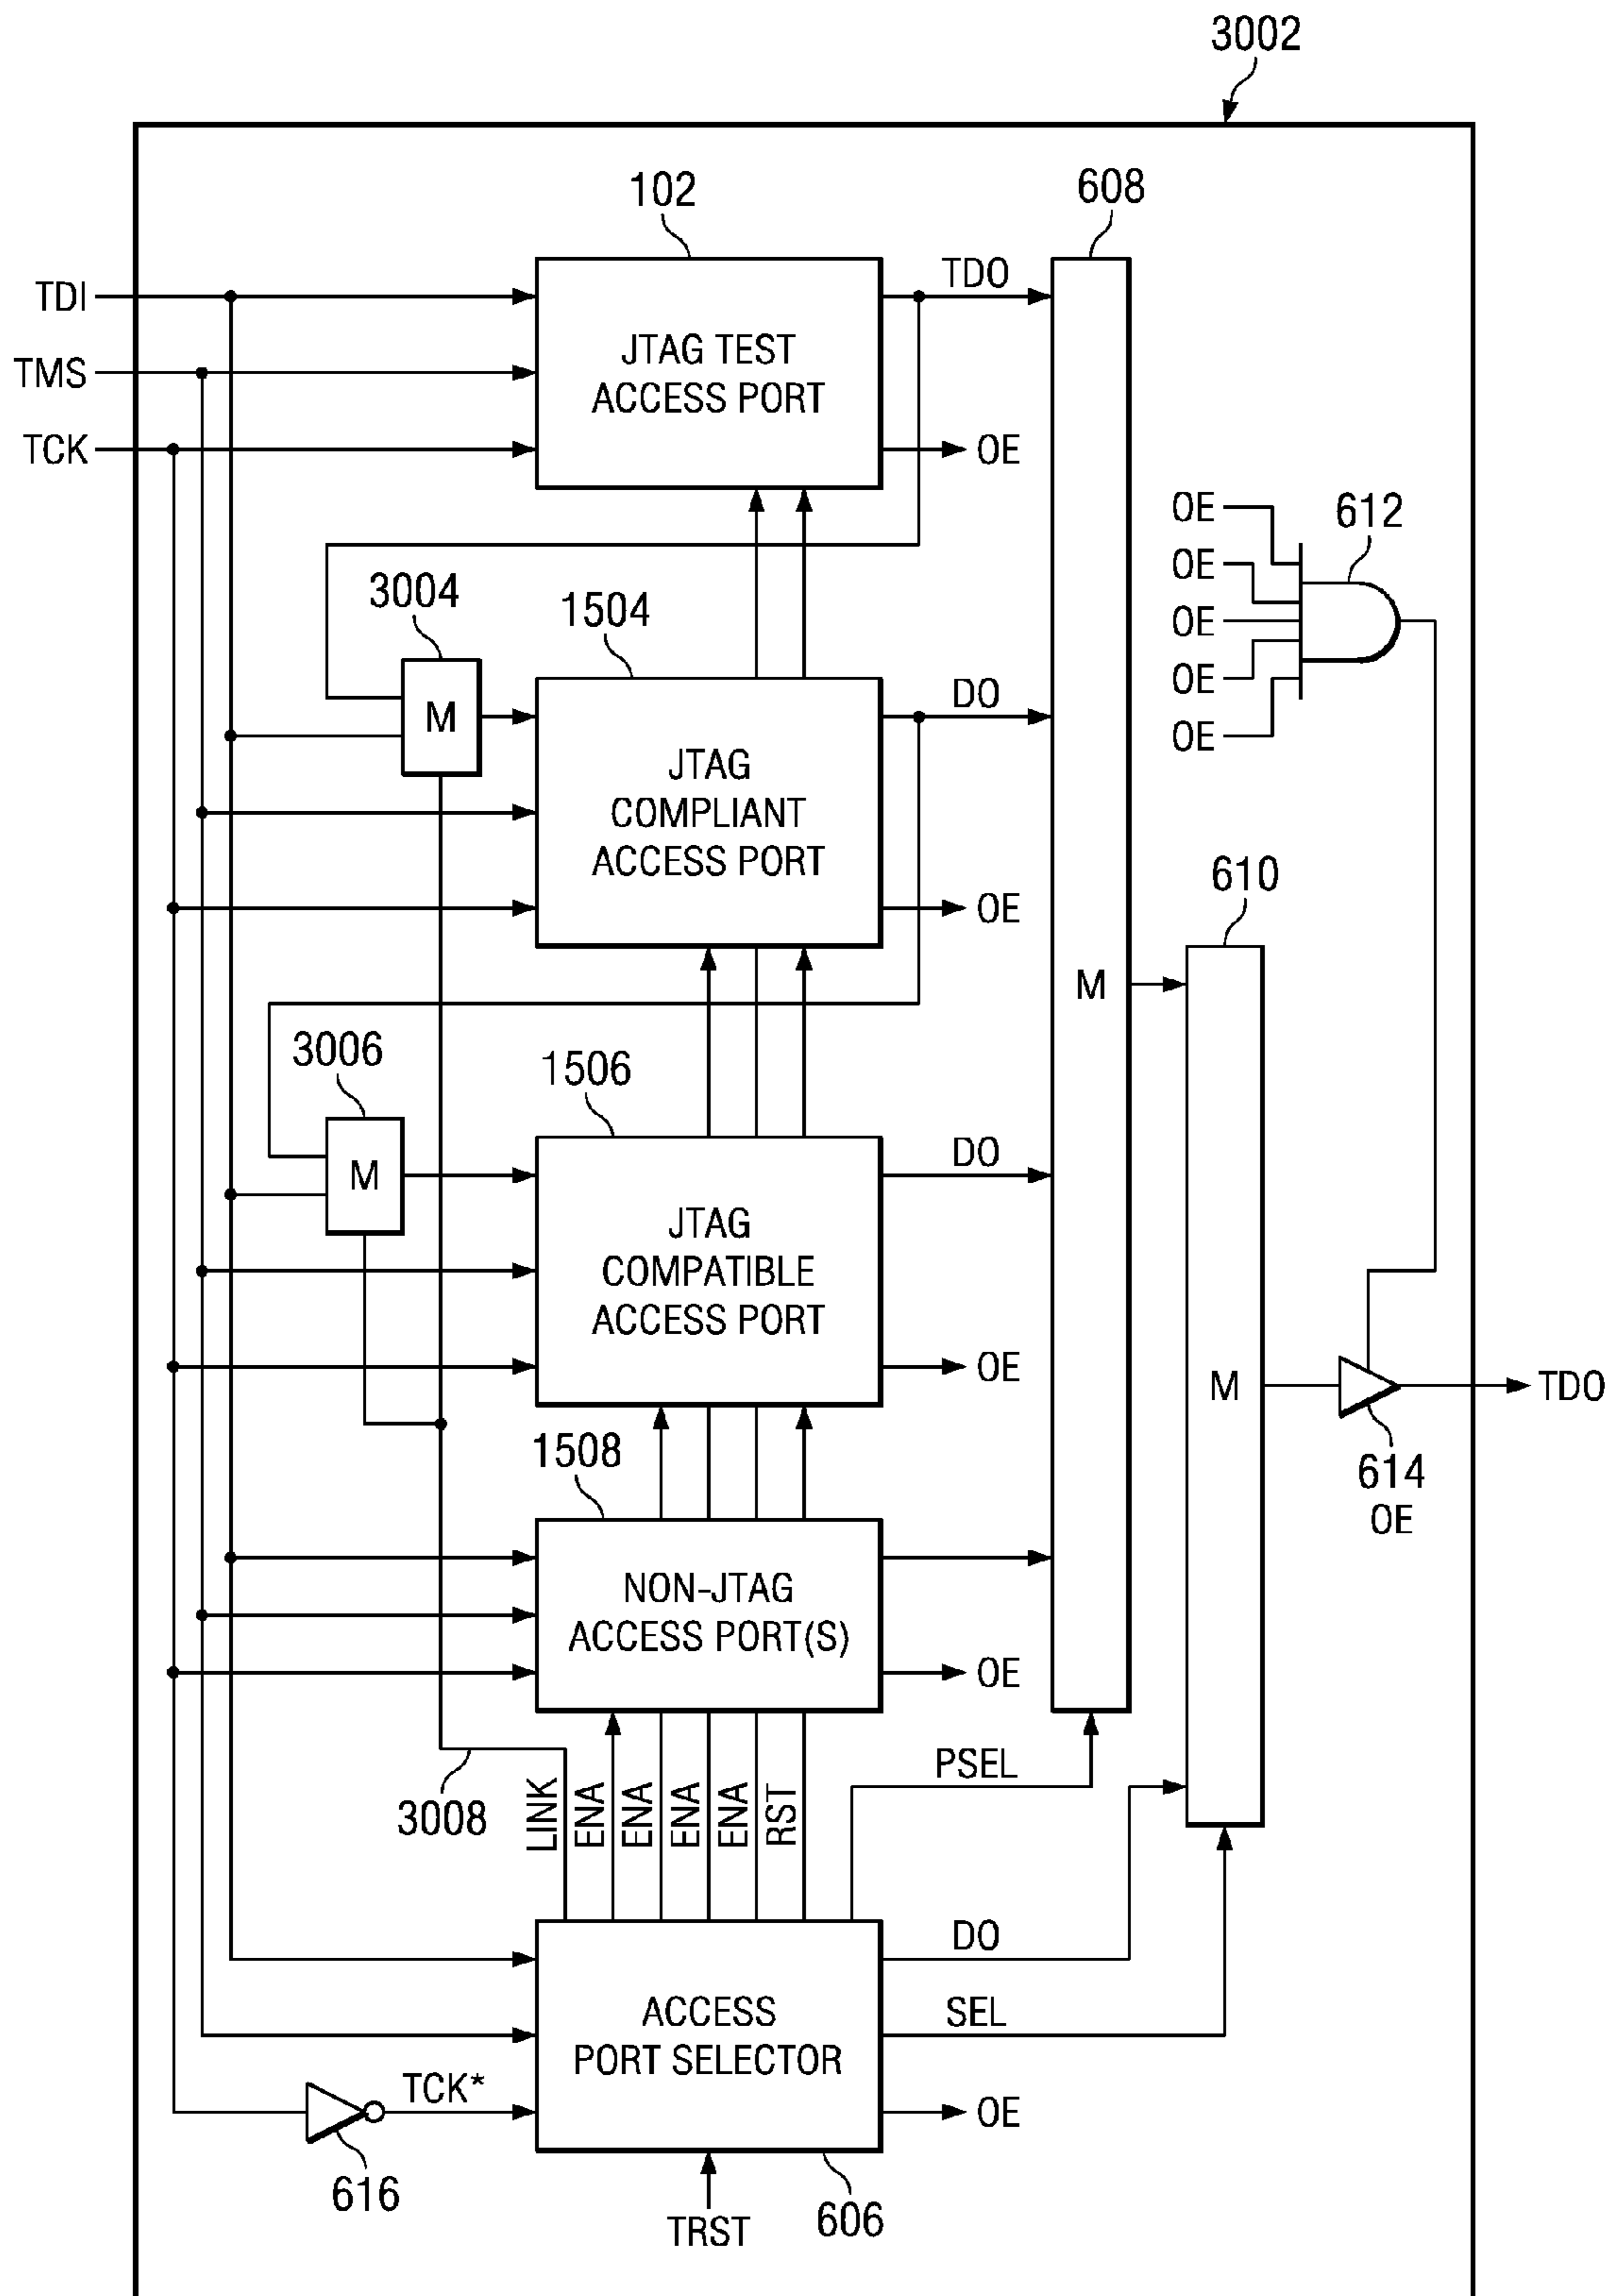 3002
102
608
TDI
TDO
JTAG TEST
ACCESS PORT
TMS
TCK
OE
OE
612
OE
3004
1504
OE
OE
M
DO
OE
JTAG
COMPLIANT
ACCESS PORT
610
OE
M
3006
1506
M
DO
JTAG
COMPATIBLE
ACCESS PORT
OE
M
TDO
1508
614
OE
NON-JTAG
ACCESS PORT(S)
OE
PSEL
3008
LINK
ENA
ENA
ENA
ENA
RST
DO
ACCESS
PORT SELECTOR
SEL
TCK*
OE
616
TRST
606